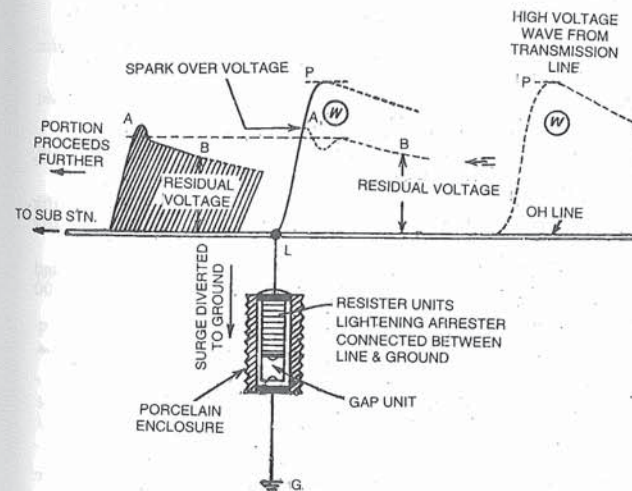 HIGH VOLTAGE
WAVE FROM
TRANSMISSION
LINE
P
P
SPARK OVER VOLTAGE
W
W
A
A,
PORTION
PROCEEDS
FURTHER
B
B
RESIDUAL
VOLTAGE
RESIDUAL VOLTAGE
TO SUB STN.
OH LINE
L
SURGE DIVERTED
TO GROUND
RESISTER UNITS
LIGHTENING ARRESTER
CONNECTED BETWEEN
LINE & GROUND
GAP UNIT
PORCELAIN
ENCLOSURE
G.